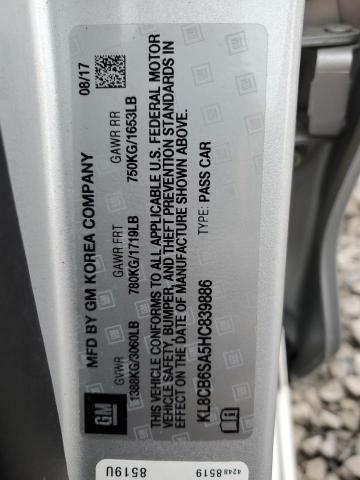 GM
MFD BY GM KOREA COMPANY 08/17
GVWR GAWR FRT GAWR RR
1388KG/3060LB 780KG/1719LB 750KG/1653LB
THIS VEHICLE CONFORMS TO ALL APPLICABLE U.S. FEDERAL MOTOR
VEHICLE SAFETY, BUMPER, AND THEFT PREVENTION STANDARDS IN
EFFECT ON THE DATE OF MANUFACTURE SHOWN ABOVE.
KL8CB6SA5HC839886 TYPE: PASS CAR
42488519
8519U